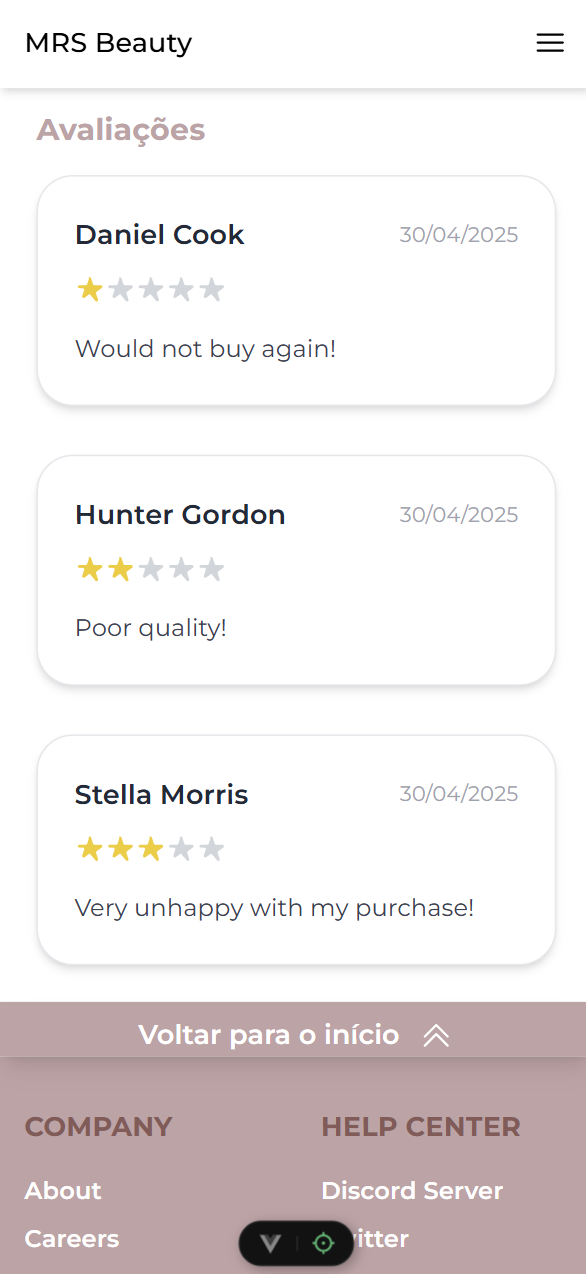 MRS Beauty
Avaliações
Daniel Cook 30/04/2025
Would not buy again!
Hunter Gordon 30/04/2025
Poor quality!
Stella Morris 30/04/2025
Very unhappy with my purchase!
Voltar para o início
COMPANY HELP CENTER
About Discord Server
Careers